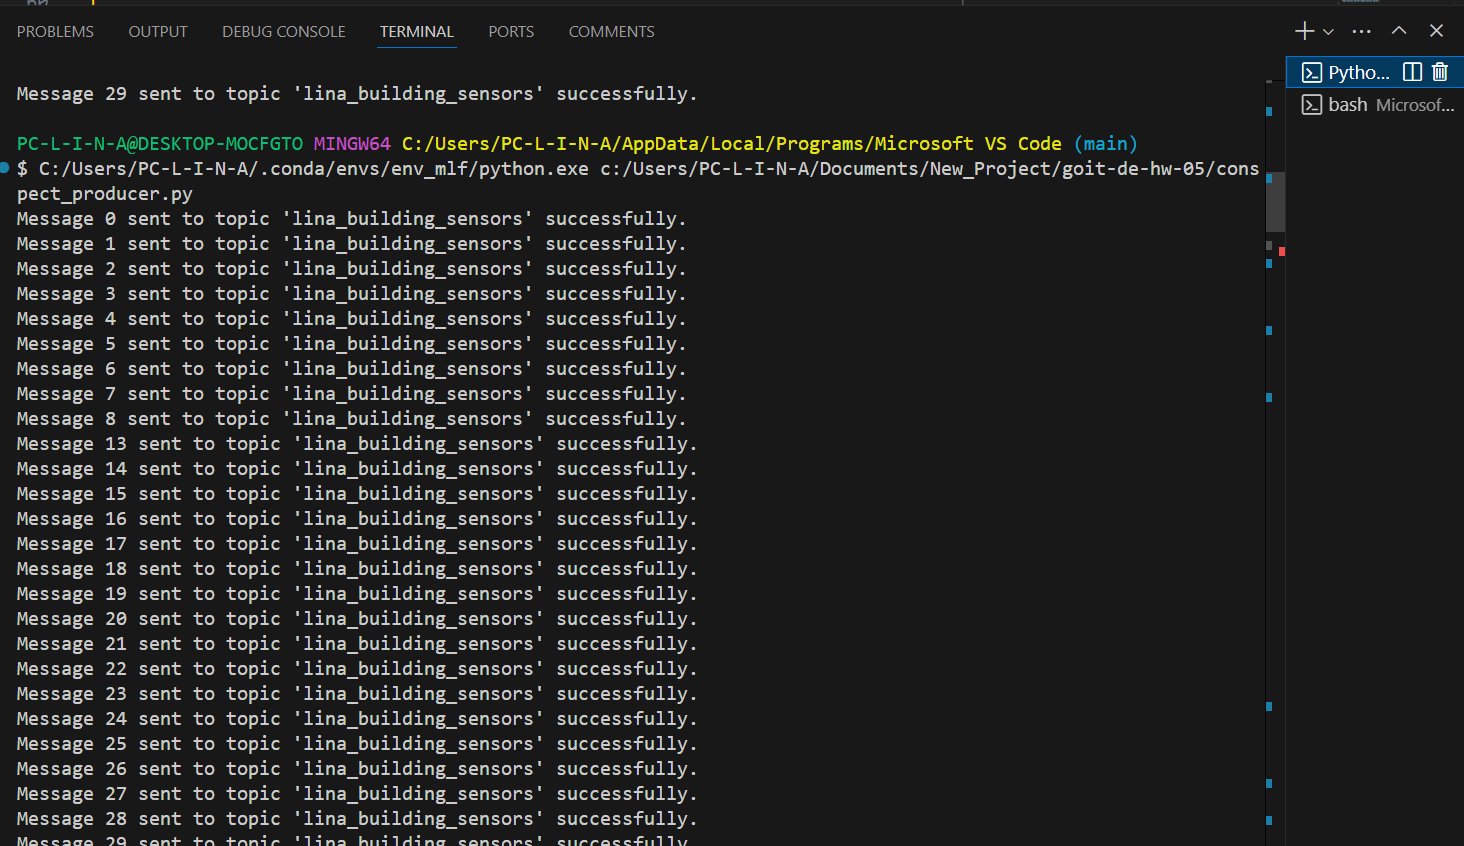 PROBLEMS OUTPUT DEBUG CONSOLE TERMINAL PORTS COMMENTS
Pytho...
bash Microsof...
Message 29 sent to topic 'lina_building_sensors' successfully.
PC-L-I-N-A@DESKTOP-MOCFGTO MINGW64 C:/Users/PC-L-I-N-A/AppData/Local/Programs/Microsoft VS Code (main)
$ C:/Users/PC-L-I-N-A/.conda/envs/env_mlf/python.exe c:/Users/PC-L-I-N-A/Documents/New_Project/goit-de-hw-05/cons
pect_producer.py
Message 0 sent to topic 'lina_building_sensors' successfully.
Message 1 sent to topic 'lina_building_sensors' successfully.
Message 2 sent to topic 'lina_building_sensors' successfully.
Message 3 sent to topic 'lina_building_sensors' successfully.
Message 4 sent to topic 'lina_building_sensors' successfully.
Message 5 sent to topic 'lina_building_sensors' successfully.
Message 6 sent to topic 'lina_building_sensors' successfully.
Message 7 sent to topic 'lina_building_sensors' successfully.
Message 8 sent to topic 'lina_building_sensors' successfully.
Message 13 sent to topic 'lina_building_sensors' successfully.
Message 14 sent to topic 'lina_building_sensors' successfully.
Message 15 sent to topic 'lina_building_sensors' successfully.
Message 16 sent to topic 'lina_building_sensors' successfully.
Message 17 sent to topic 'lina_building_sensors' successfully.
Message 18 sent to topic 'lina_building_sensors' successfully.
Message 19 sent to topic 'lina_building_sensors' successfully.
Message 20 sent to topic 'lina_building_sensors' successfully.
Message 21 sent to topic 'lina_building_sensors' successfully.
Message 22 sent to topic 'lina_building_sensors' successfully.
Message 23 sent to topic 'lina_building_sensors' successfully.
Message 24 sent to topic 'lina_building_sensors' successfully.
Message 25 sent to topic 'lina_building_sensors' successfully.
Message 26 sent to topic 'lina_building_sensors' successfully.
Message 27 sent to topic 'lina_building_sensors' successfully.
Message 28 sent to topic 'lina_building_sensors' successfully.
Message 29 sent to topic 'lina_building_sensors' successfully.